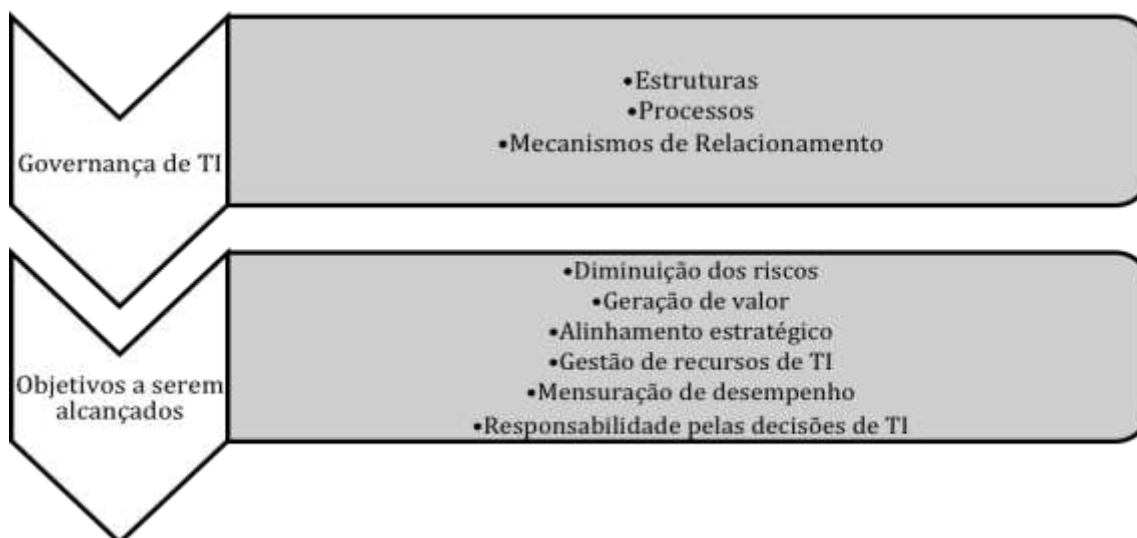 Governança de TI
•Estruturas
•Processos
•Mecanismos de Relacionamento
Objetivos a serem
alcançados
•Diminuição dos riscos
•Geração de valor
•Alinhamento estratégico
•Gestão de recursos de TI
•Mensuração de desempenho
•Responsabilidade pelas decisões de TI